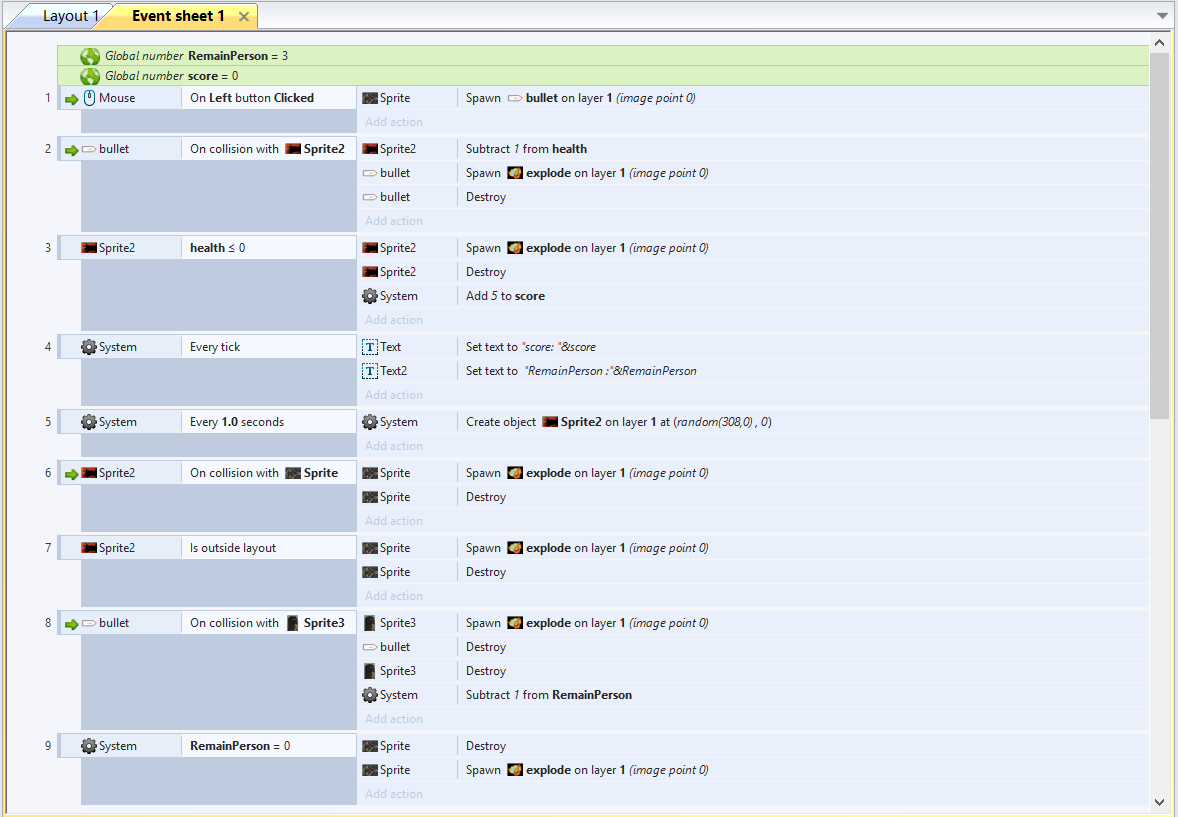 Layout 1 Event sheet 1
Global number RemainPerson = 3
Global number score = 0
1 Mouse On Left button Clicked Sprite Spawn bullet on layer 1 (image point 0)
Add action
2 bullet On collision with Sprite2 Sprite2 Subtract 1 from health
bullet Spawn explode on layer 1 (image point 0)
bullet Destroy
Add action
3 Sprite2 health ≤ 0 Sprite2 Spawn explode on layer 1 (image point 0)
Sprite2 Destroy
System Add 5 to score
Add action
4 System Every tick Text Set text to "score: "&score
Text2 Set text to "RemainPerson :"&RemainPerson
Add action
5 System Every 1.0 seconds System Create object Sprite2 on layer 1 at (random(308,0) , 0)
Add action
6 Sprite2 On collision with Sprite Sprite Spawn explode on layer 1 (image point 0)
Sprite Destroy
Add action
7 Sprite2 Is outside layout Sprite Spawn explode on layer 1 (image point 0)
Sprite Destroy
Add action
8 bullet On collision with Sprite3 Sprite3 Spawn explode on layer 1 (image point 0)
bullet Destroy
Sprite3 Destroy
System Subtract 1 from RemainPerson
Add action
9 System RemainPerson = 0 Sprite Destroy
Sprite Spawn explode on layer 1 (image point 0)
Add action